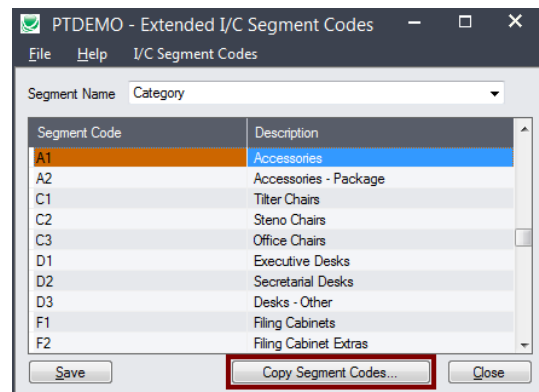 PTDEMO - Extended I/C Segment Codes
File Help I/C Segment Codes
Segment Name Category
Segment Code Description
A1 Accessories
A2 Accessories - Package
C1 Tilter Chairs
C2 Steno Chairs
C3 Office Chairs
D1 Executive Desks
D2 Secretarial Desks
D3 Desks - Other
F1 Filing Cabinets
F2 Filing Cabinet Extras
Save Copy Segment Codes... Close